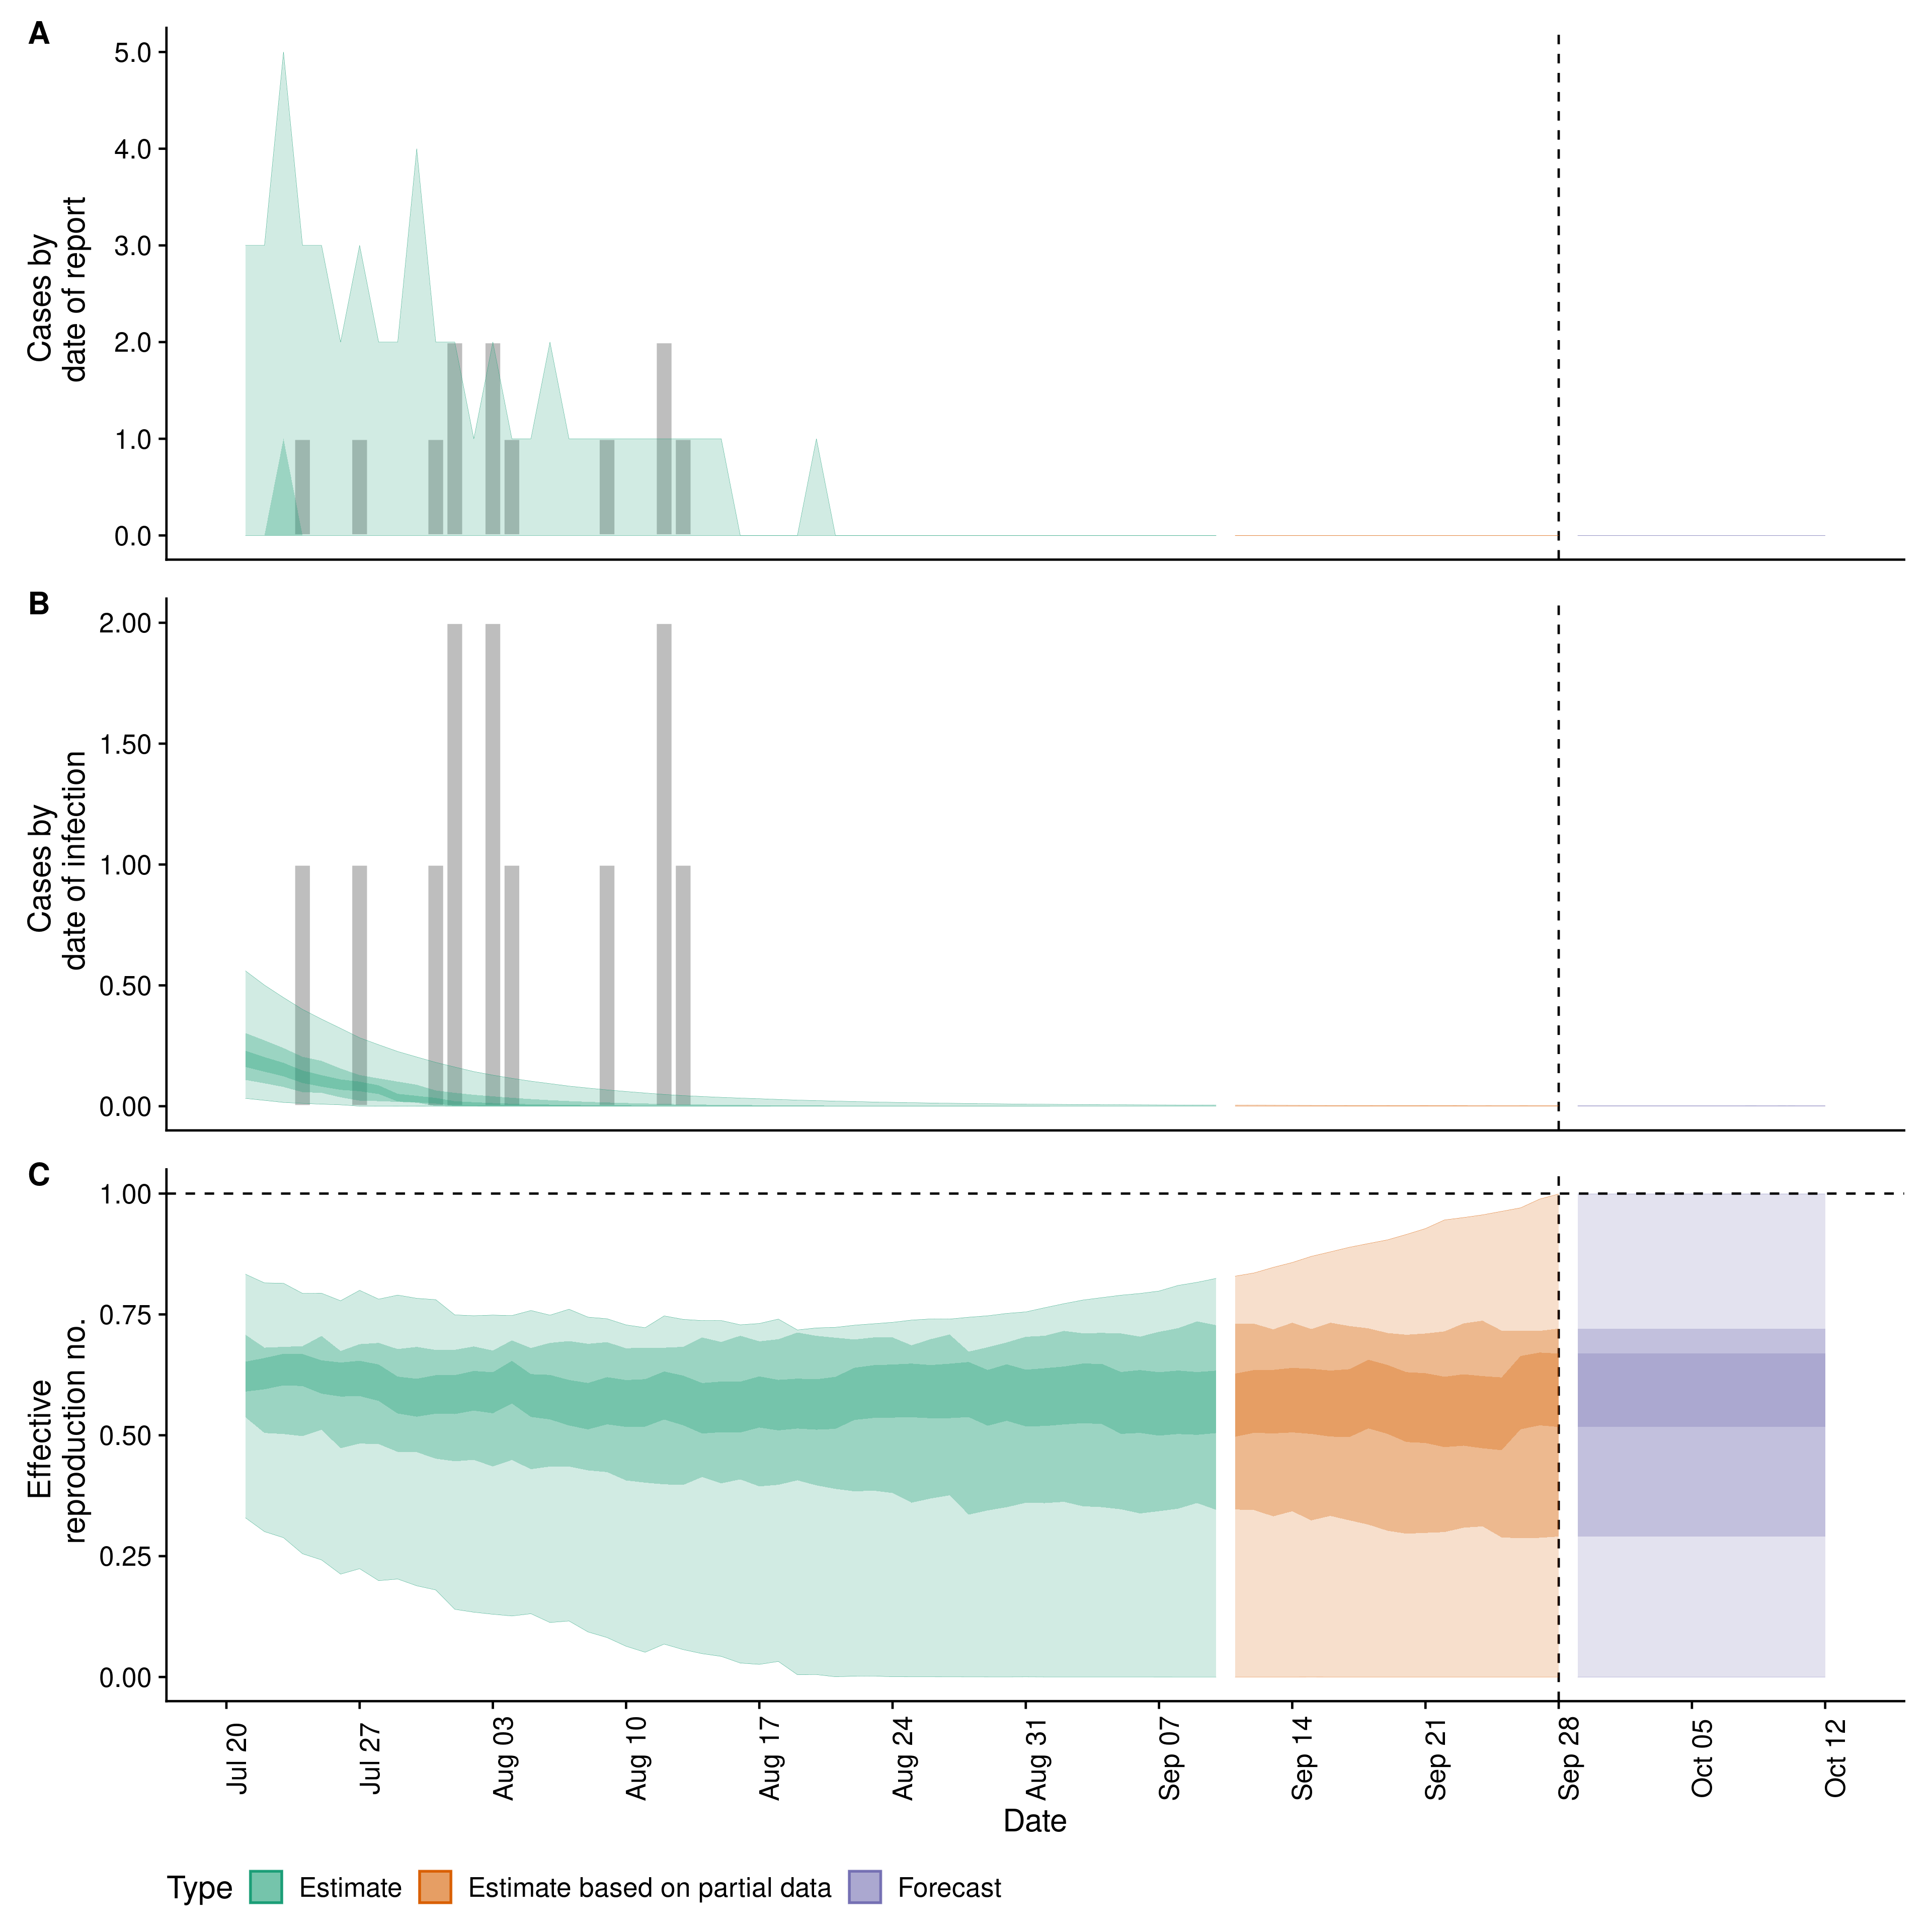 A
Cases by
date of report
5.0
4.0
3.0
2.0
1.0
0.0
B
Cases by
date of infection
2.00
1.50
1.00
0.50
0.00
C
Effective
reproduction no.
1.00
0.75
0.50
0.25
0.00
Jul 20
Jul 27
Aug 03
Aug 10
Aug 17
Aug 24
Aug 31
Sep 07
Sep 14
Sep 21
Sep 28
Oct 05
Oct 12
Date
Type Estimate Estimate based on partial data Forecast